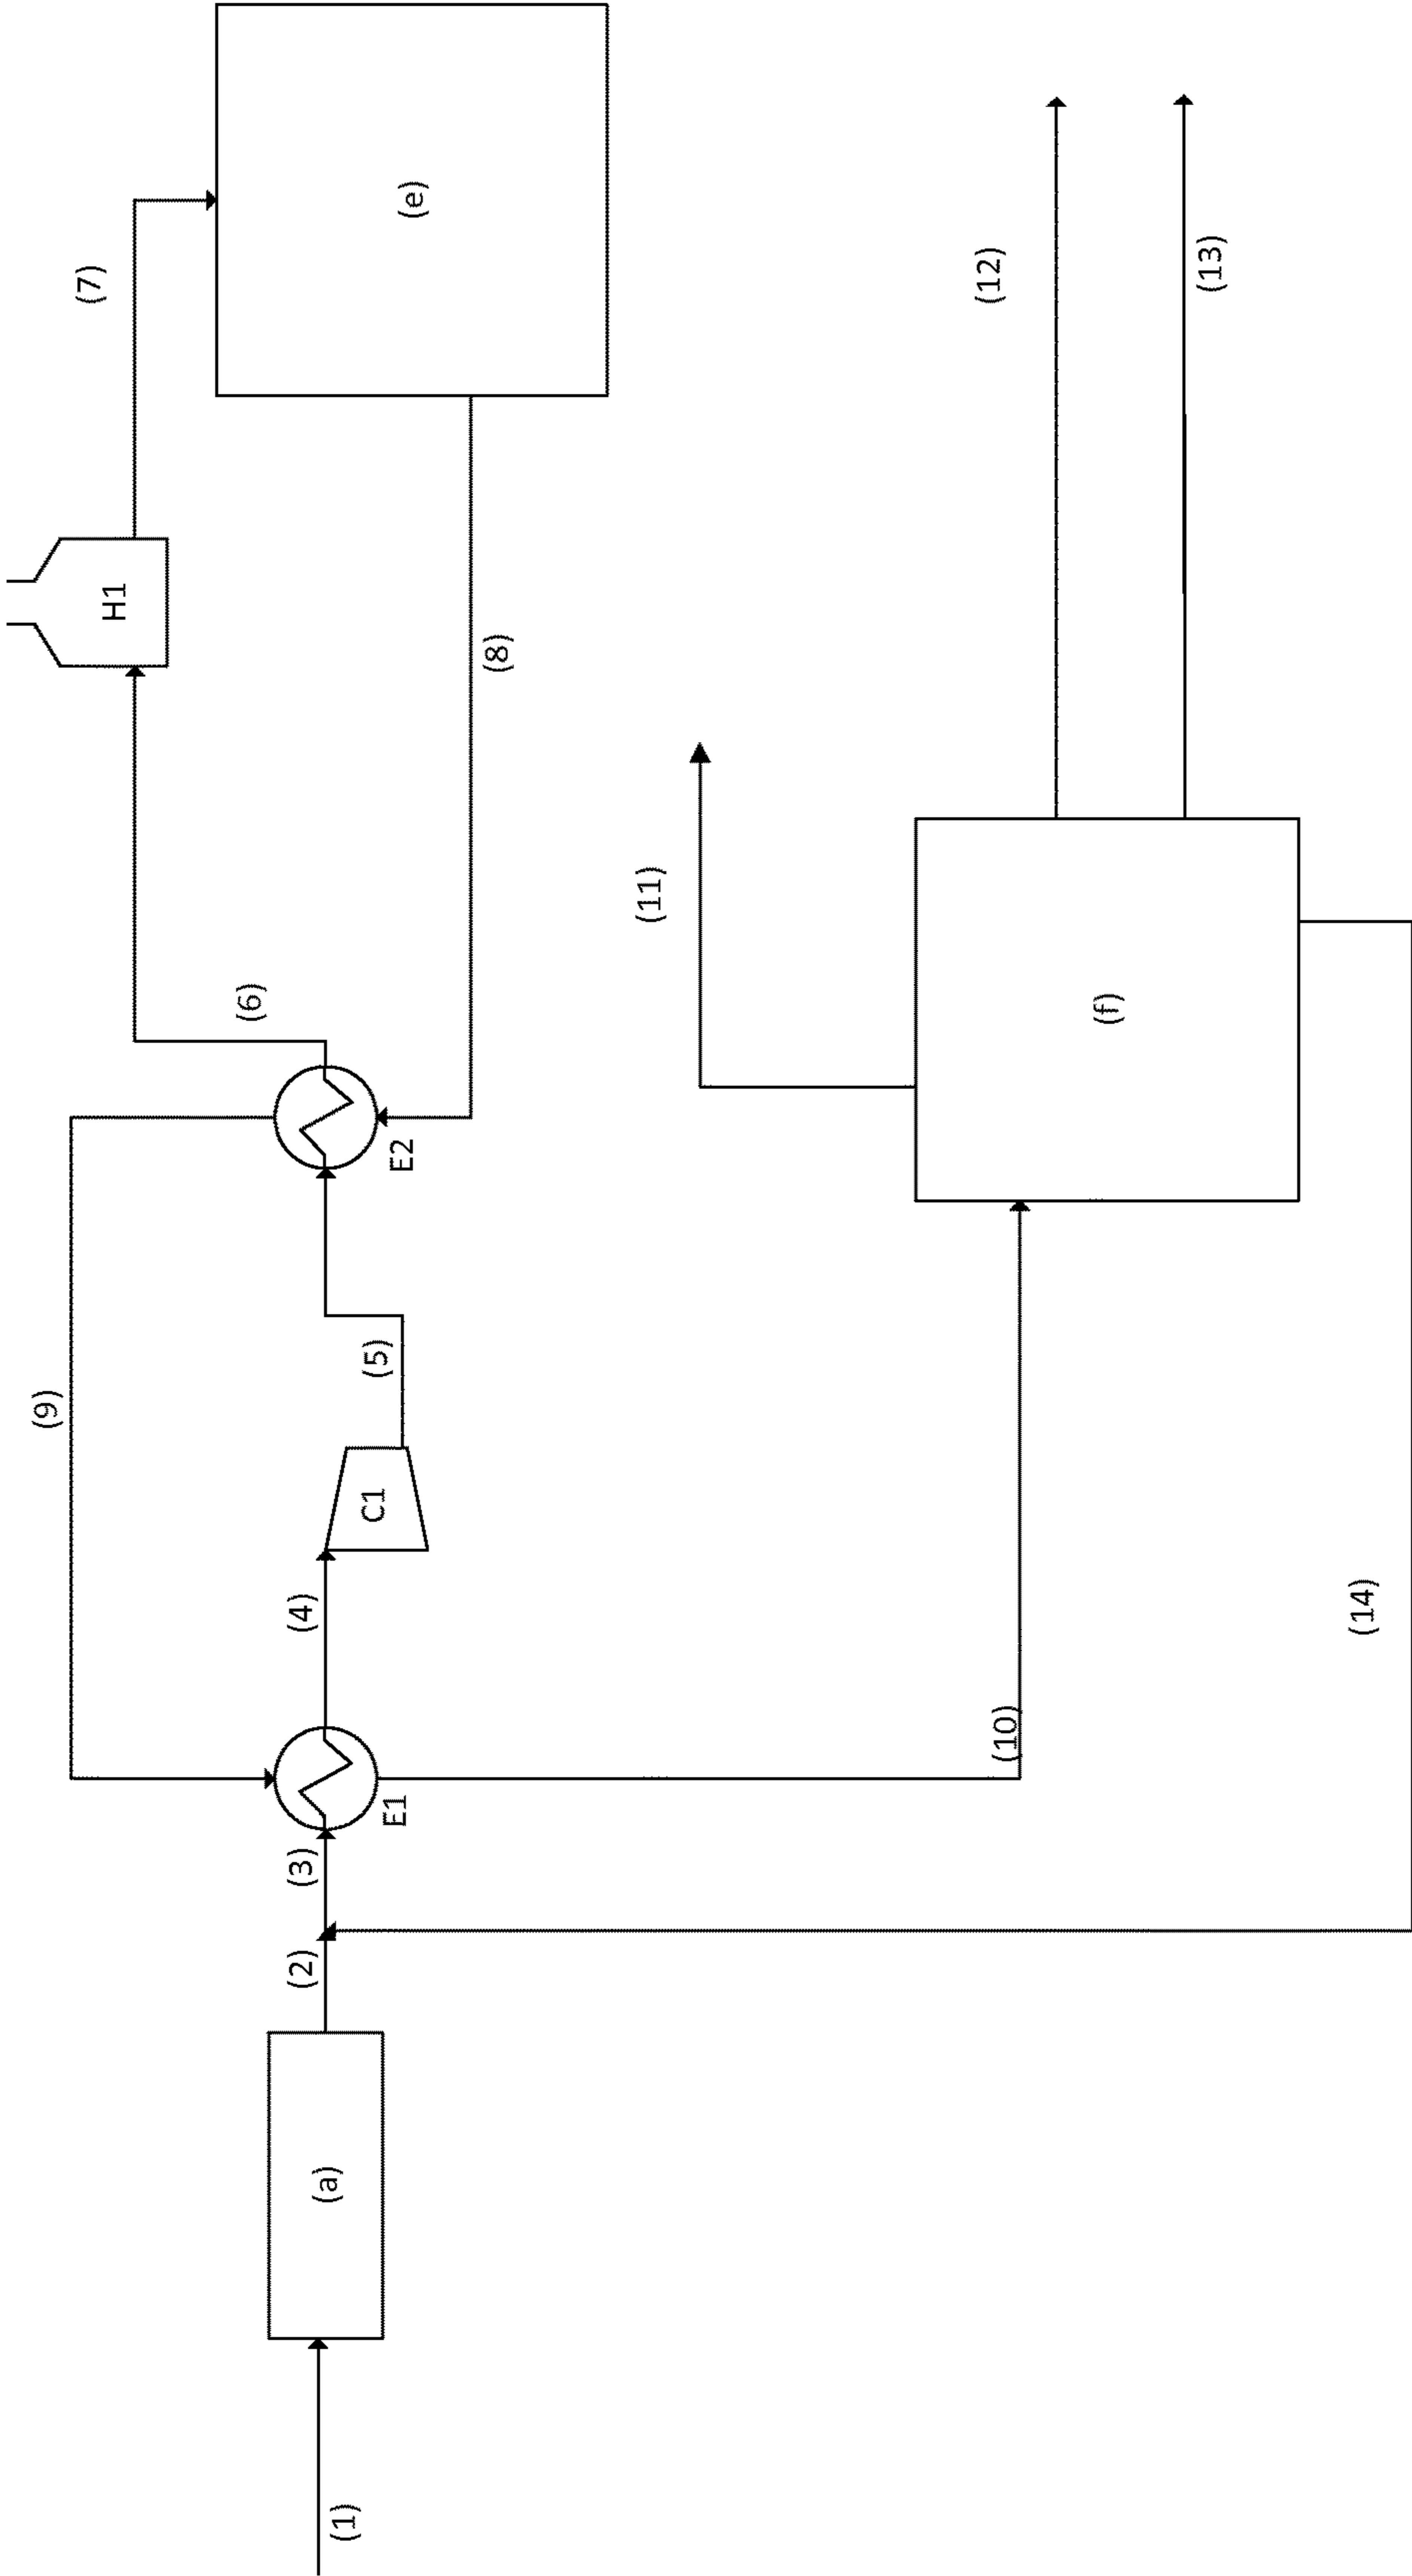 (1)
(a)
(2)
(3)
E1
(4)
C1
(5)
E2
(6)
H1
(7)
(e)
(8)
(9)
(10)
(f)
(11)
(12)
(13)
(14)